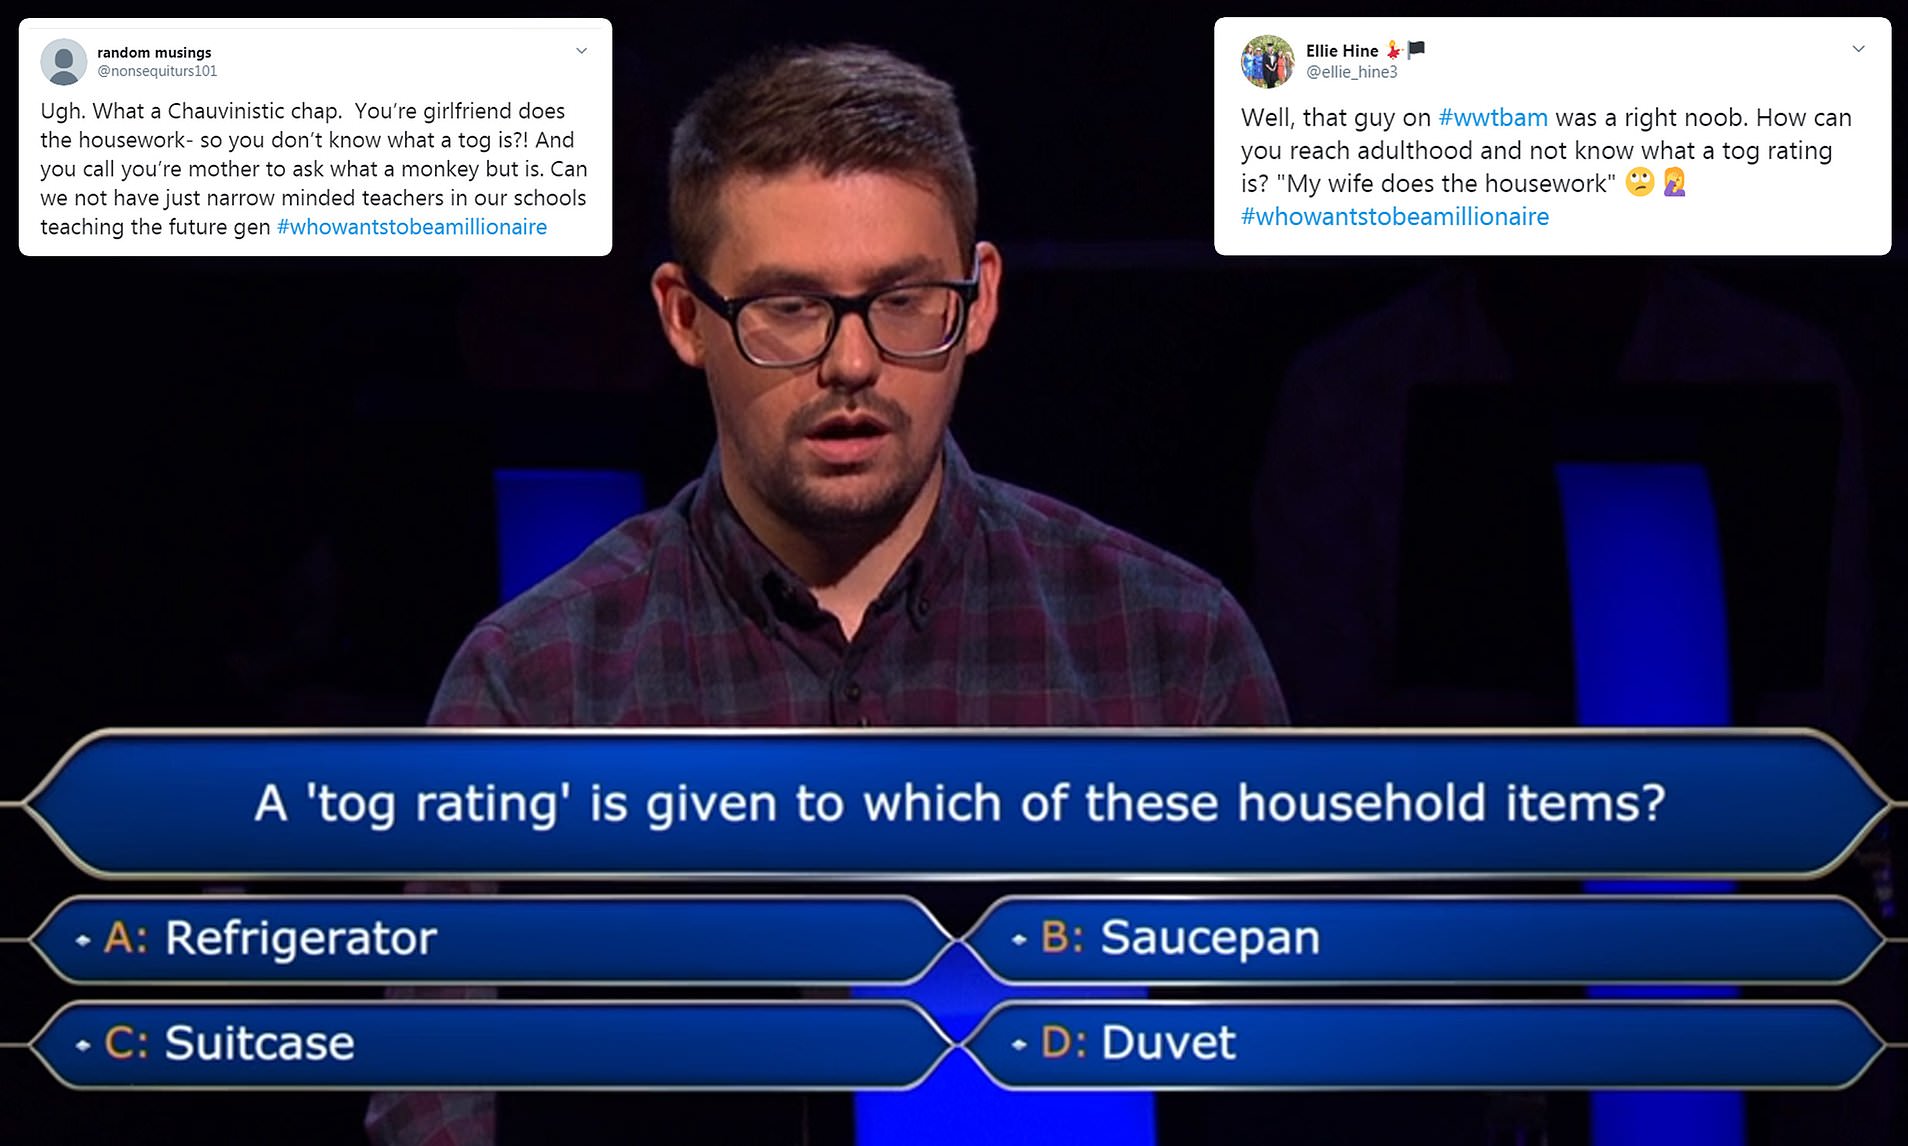 random musings
@nonsequiturs101
Ugh. What a Chauvinistic chap.  You’re girlfriend does
the housework- so you don’t know what a tog is?! And
you call you’re mother to ask what a monkey but is. Can
we not have just narrow minded teachers in our schools
teaching the future gen #whowantstobeamillionaire
Ellie Hine 💃🏴
@ellie_hine3
Well, that guy on #wwtbam was a right noob. How can
you reach adulthood and not know what a tog rating
is? "My wife does the housework" 🙄 🤦‍♀️
#whowantstobeamillionaire
A 'tog rating' is given to which of these household items?
A: Refrigerator
B: Saucepan
C: Suitcase
D: Duvet